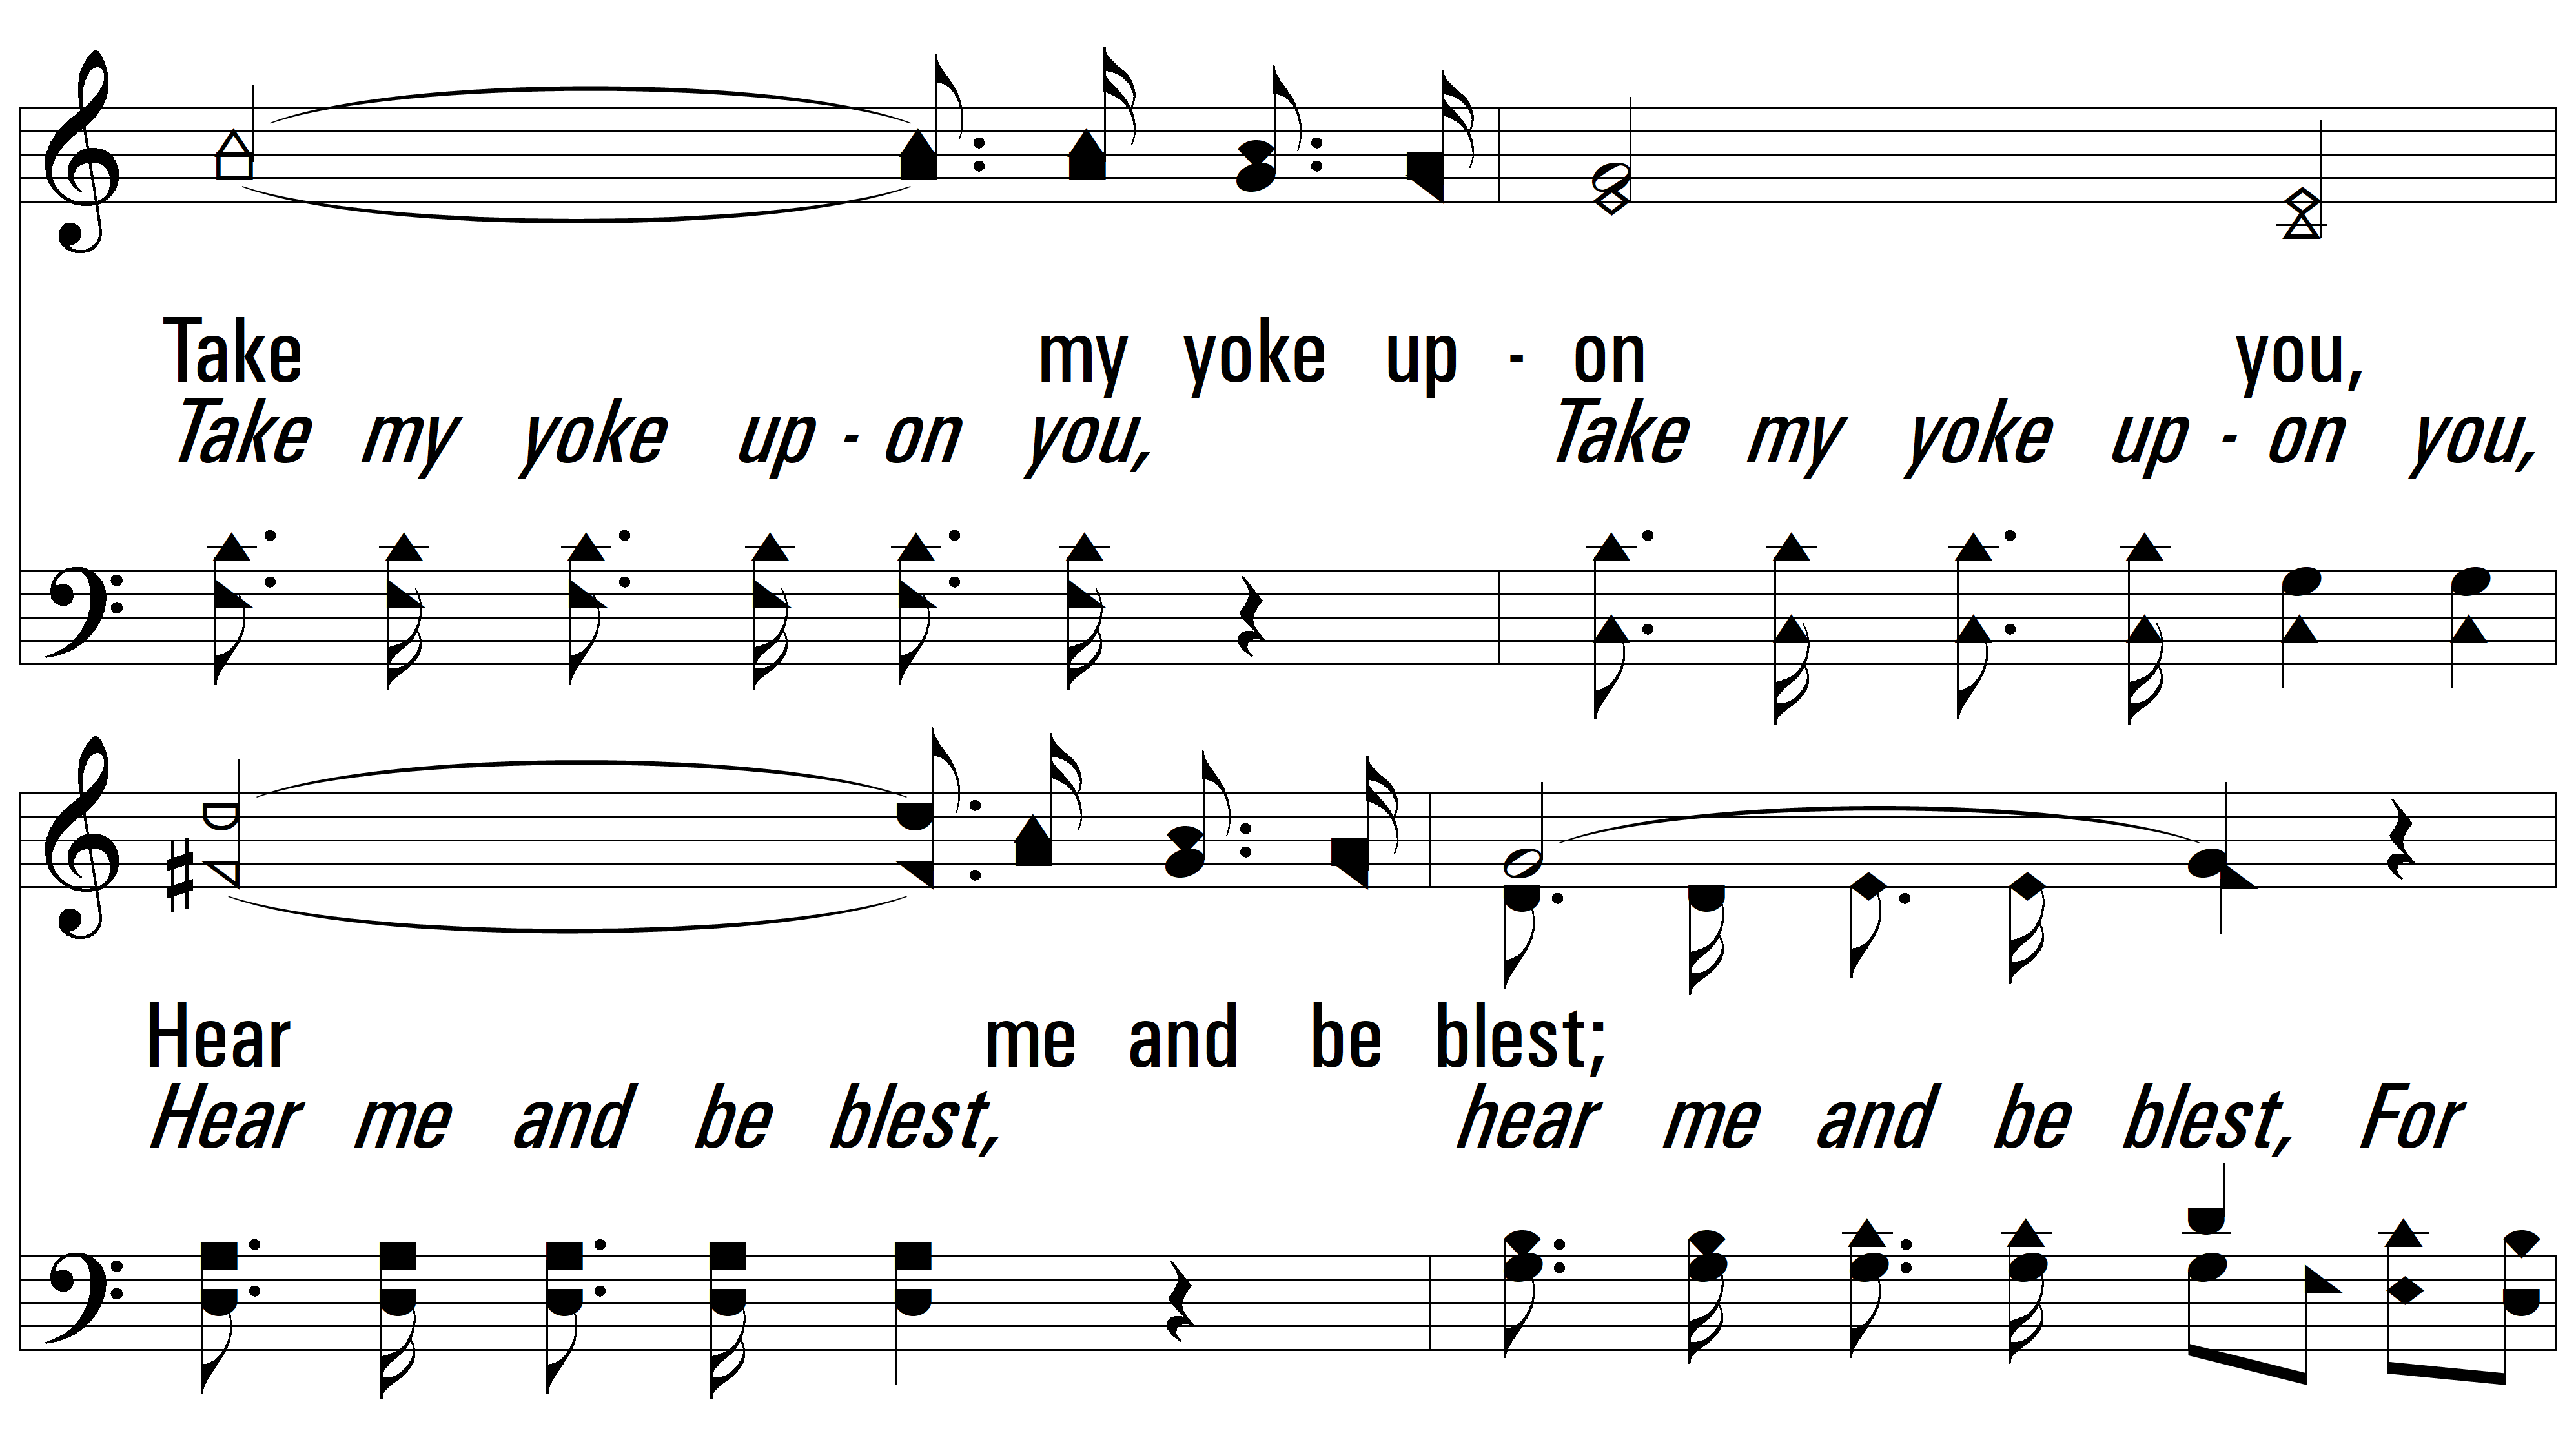 Take my yoke up - on you,
Take my yoke up - on you, Take my yoke up - on you,
Hear me and be blest;
Hear me and be blest, hear me and be blest, For